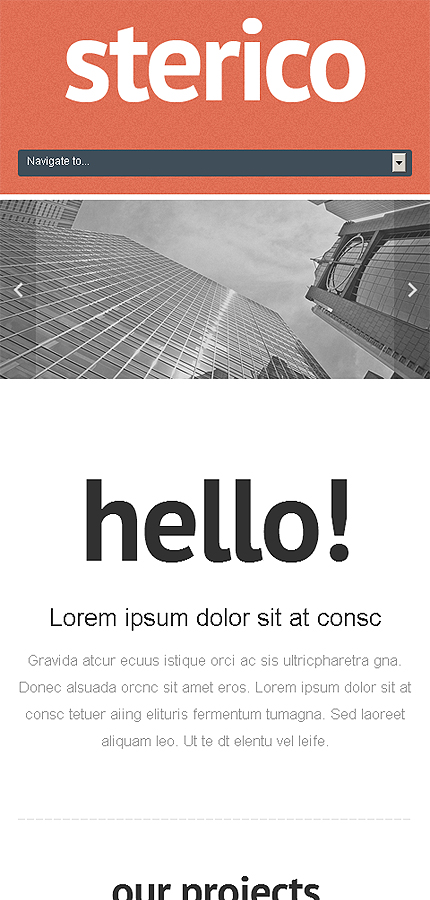 sterico
Navigate to...
hello!
Lorem ipsum dolor sit at consc
Gravida atcur ecuus istique orci ac sis ultricpharetra gna.
Donec alsuada orcnc sit amet eros. Lorem ipsum dolor sit at
consc tetuer aiing elituris fermentum tumagna. Sed laoreet
aliquam leo. Ut te dt elentu vel leife.
our projects